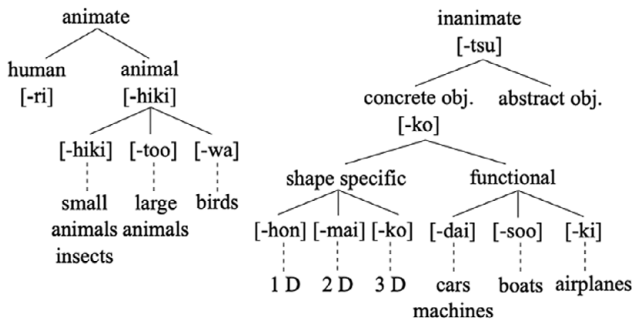 animate
human animal
[-ri] [-hiki]
[-hiki] [-too] [-wa]
small large birds
animals animals
insects
inanimate
[-tsu]
concrete obj. abstract obj.
[-ko]
shape specific functional
[-hon] [-mai] [-ko] [-dai] [-soo] [-ki]
1 D 2 D 3 D cars boats airplanes
machines